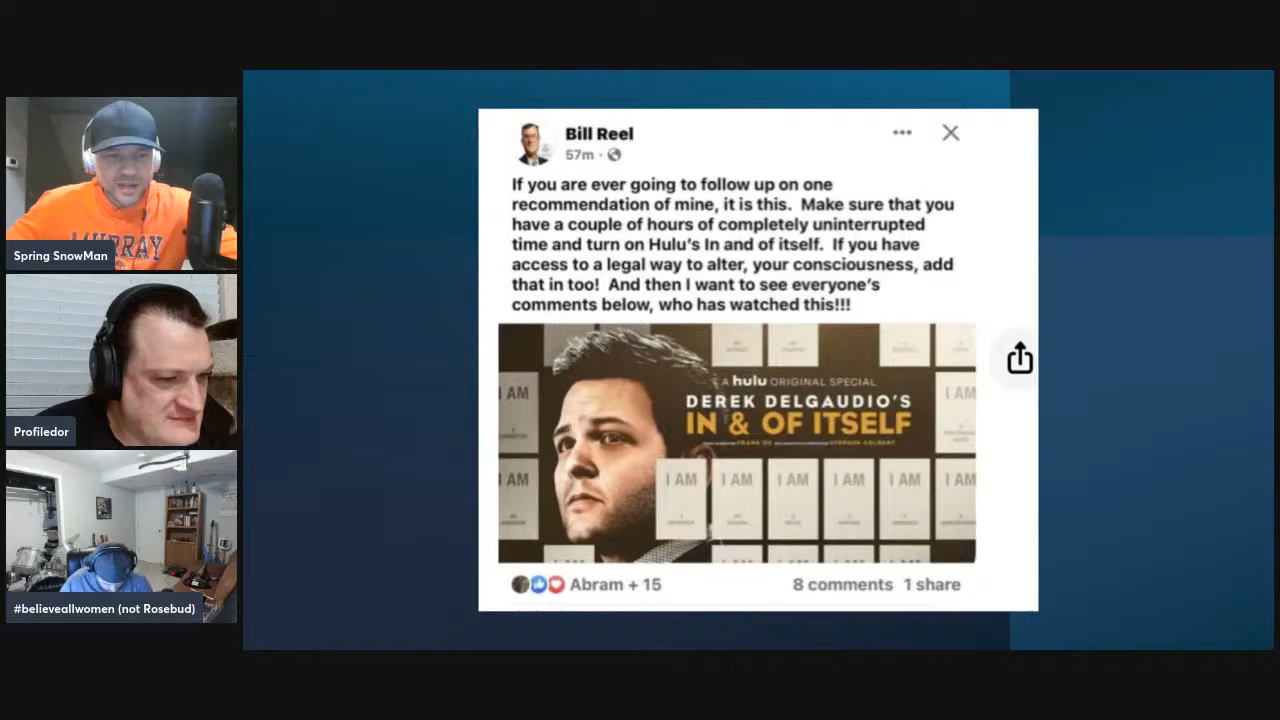 Spring SnowMan
Profiledor
#believeallwomen (not Rosebud)
Bill Reel
57m ·
If you are ever going to follow up on one
recommendation of mine, it is this. Make sure that you
have a couple of hours of completely uninterrupted
time and turn on Hulu's In and of itself. If you have
access to a legal way to alter, your consciousness, add
that in too! And then I want to see everyone's
comments below, who has watched this!!!
A hulu ORIGINAL SPECIAL
DEREK DELGAUDIO'S
IN & OF ITSELF
I AM
I AM
I AM
I AM I AM I AM I AM I AM I AM
Abram + 15
8 comments 1 share